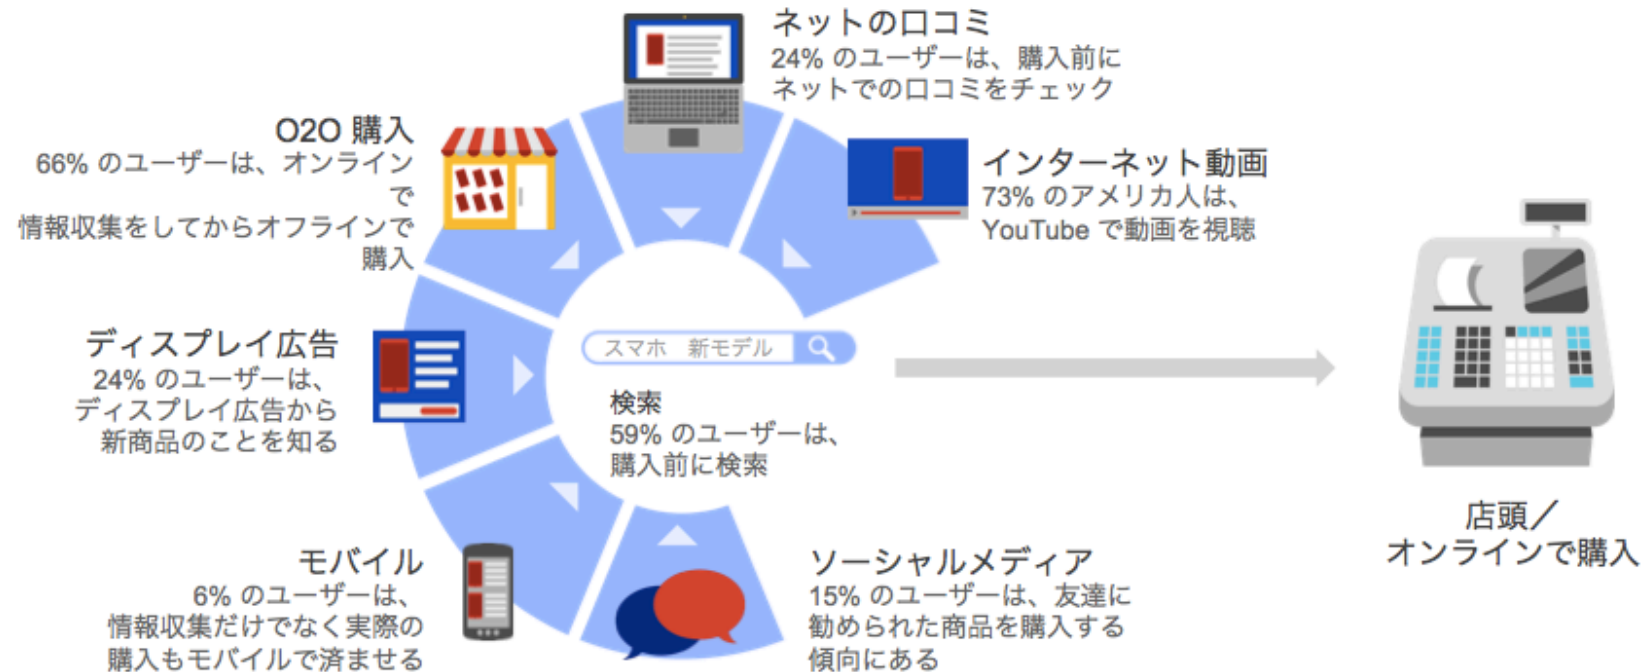 ネットの口コミ
24% のユーザーは、購入前に
ネットでの口コミをチェック
O2O 購入
66% のユーザーは、オンライン
で
情報収集をしてからオフラインで
購入
インターネット動画
73% のアメリカ人は、
YouTube で動画を視聴
ディスプレイ広告
24% のユーザーは、
ディスプレイ広告から
新商品のことを知る
スマホ 新モデル
検索
59% のユーザーは、
購入前に検索
モバイル
6% のユーザーは、
情報収集だけでなく実際の
購入もモバイルで済ませる
ソーシャルメディア
15% のユーザーは、友達に
勧められた商品を購入する
傾向にある
店頭／
オンラインで購入